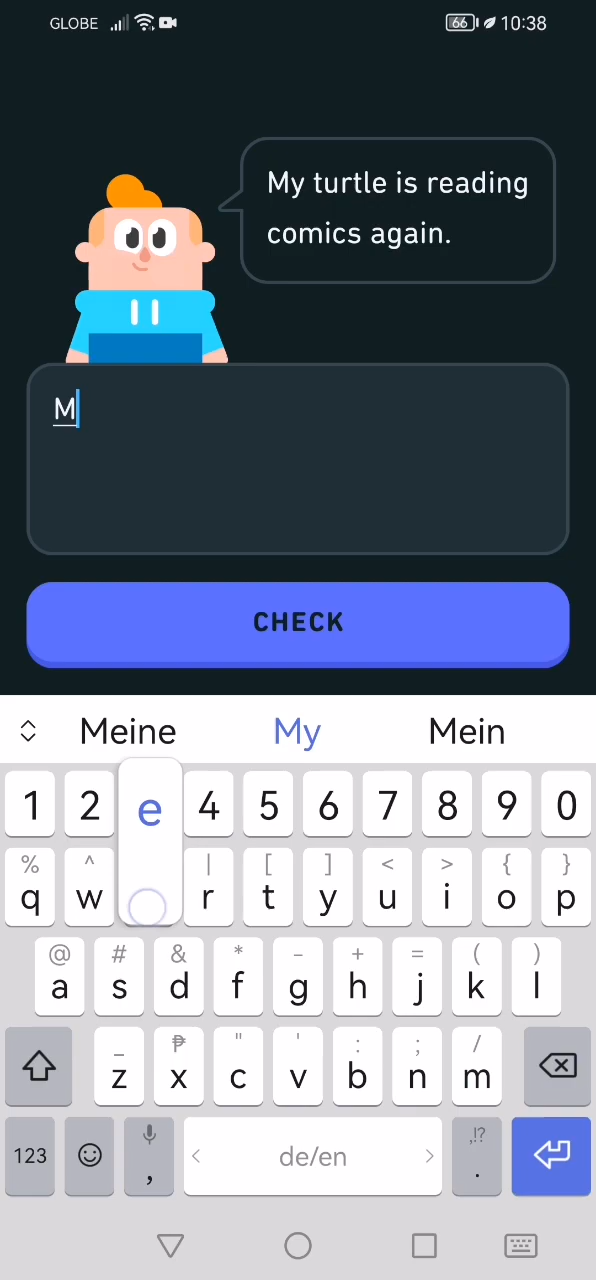 GLOBE 66 10:38
My turtle is reading
comics again.
M
CHECK
Meine My Mein
1 2 e 4 5 6 7 8 9 0
% ^ | [ ] < > { }
q w r t y u i o p
@ # & * - + = ( )
a s d f g h j k l
_ ₱ " ' : ; /
z x c v b n m
123 , < de/en > ,!? .